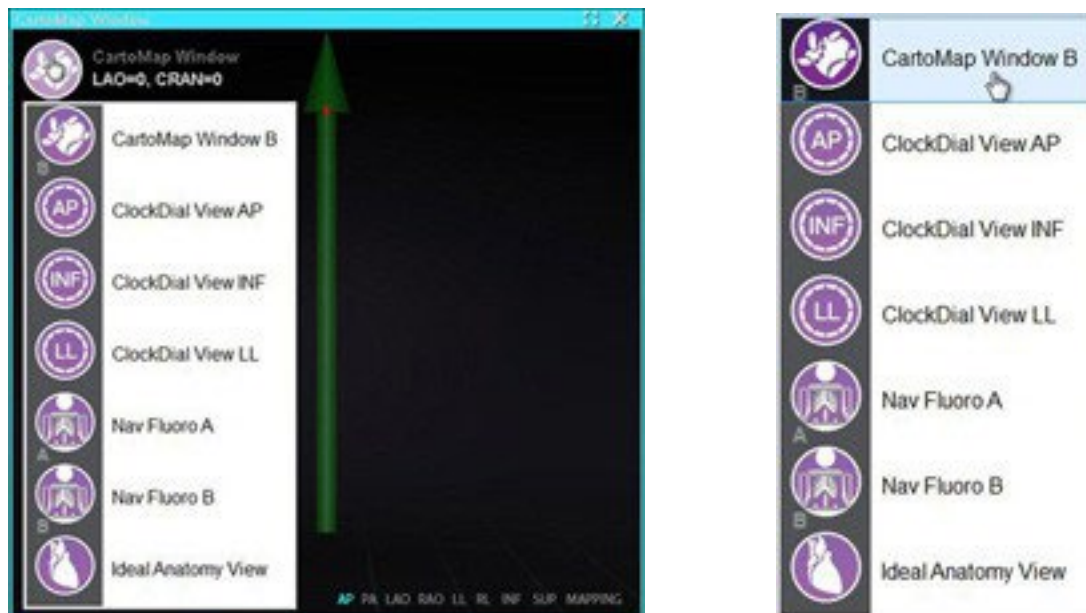 CartoMap Window
CartoMap Window
LAO=0, CRAN=0
CartoMap Window B
B
AP
ClockDial View AP
INF
ClockDial View INF
LL
ClockDial View LL
Nav Fluoro A
A
Nav Fluoro B
B
Ideal Anatomy View
AP PA LAO RAO LL RL INF SUP MAPPING
CartoMap Window B
B
AP
ClockDial View AP
INF
ClockDial View INF
LL
ClockDial View LL
Nav Fluoro A
A
Nav Fluoro B
B
Ideal Anatomy View